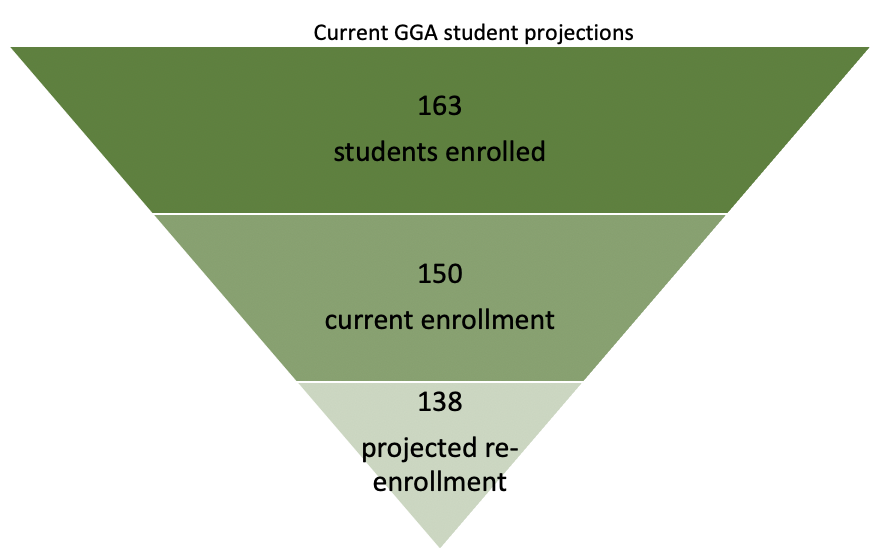 Current GGA student projections
163
students enrolled
150
current enrollment
138
projected re-
enrollment